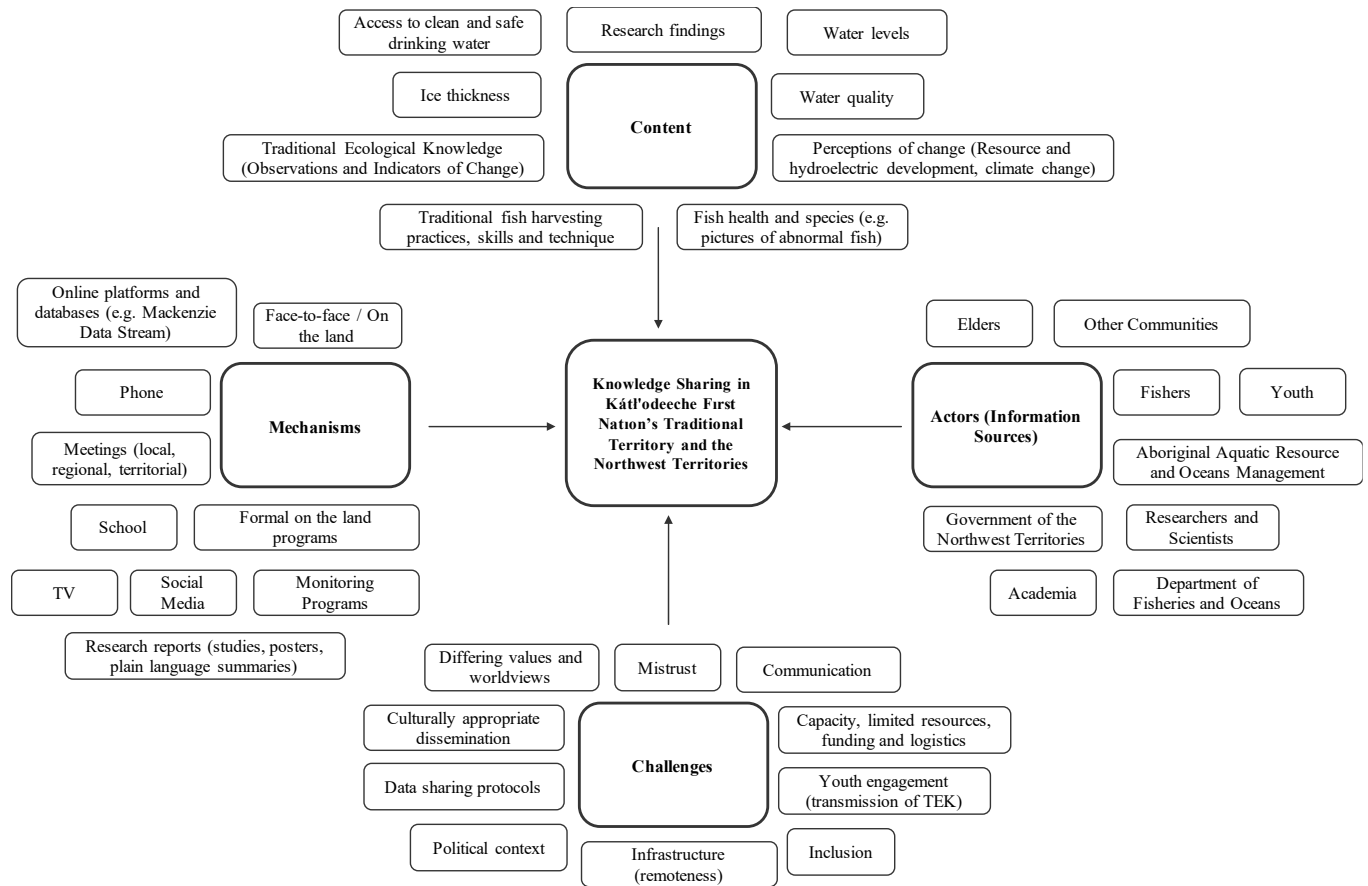 Access to clean and safe
drinking water
Research findings
Water levels
Ice thickness
Content
Water quality
Traditional Ecological Knowledge
(Observations and Indicators of Change)
Perceptions of change (Resource and
hydroelectric development, climate change)
Traditional fish harvesting
practices, skills and technique
Fish health and species (e.g.
pictures of abnormal fish)
Online platforms and
databases (e.g. Mackenzie
Data Stream)
Face-to-face / On
the land
Phone
Mechanisms
Meetings (local,
regional, territorial)
School
Formal on the land
programs
TV
Social
Media
Monitoring
Programs
Research reports (studies, posters,
plain language summaries)
Knowledge Sharing in
Kátł'odeeche Fırst
Natıon's Traditional
Territory and the
Northwest Territories
Elders
Other Communities
Actors (Information
Sources)
Fishers
Youth
Aboriginal Aquatic Resource
and Oceans Management
Government of the
Northwest Territories
Researchers and
Scientists
Academia
Department of
Fisheries and Oceans
Differing values and
worldviews
Mistrust
Communication
Culturally appropriate
dissemination
Capacity, limited resources,
funding and logistics
Challenges
Data sharing protocols
Youth engagement
(transmission of TEK)
Political context
Infrastructure
(remoteness)
Inclusion